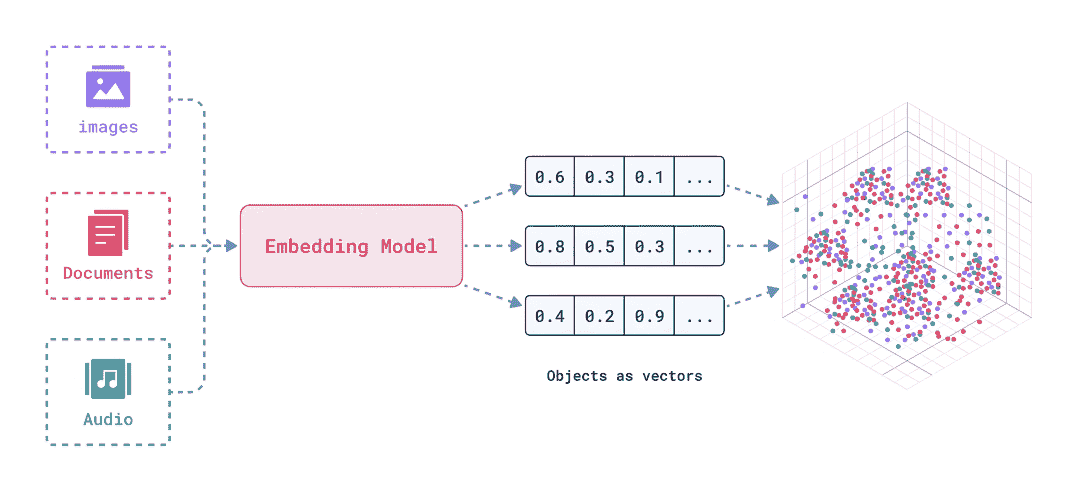 images
Documents
Audio
Embedding Model
0.6 0.3 0.1 ...
0.8 0.5 0.3 ...
0.4 0.2 0.9 ...
Objects as vectors